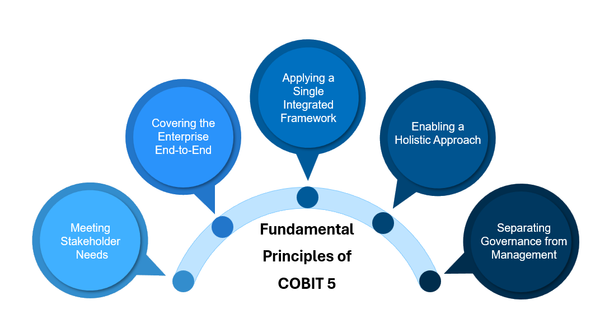 Meeting
Stakeholder
Needs
Covering the
Enterprise
End-to-End
Applying a
Single
Integrated
Framework
Enabling a
Holistic Approach
Separating
Governance from
Management
Fundamental
Principles of
COBIT 5